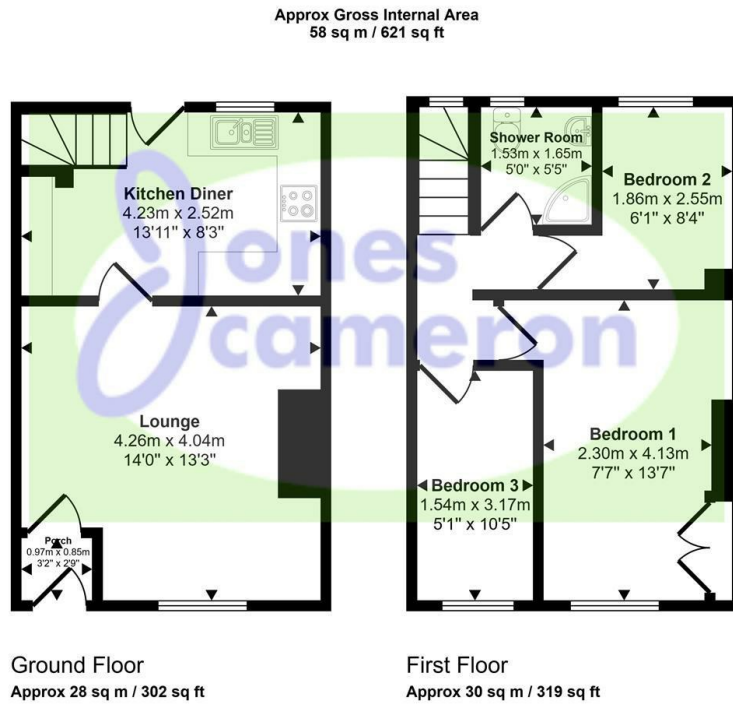 Approx Gross Internal Area
58 sq m / 621 sq ft
Kitchen Diner
4.23m x 2.52m
13'11" x 8'3"
Lounge
4.26m x 4.04m
14'0" x 13'3"
Porch
0.97m x 0.85m
3'2" x 2'9"
Shower Room
1.53m x 1.65m
5'0" x 5'5"
Bedroom 2
1.86m x 2.55m
6'1" x 8'4"
Bedroom 1
2.30m x 4.13m
7'7" x 13'7"
Bedroom 3
1.54m x 3.17m
5'1" x 10'5"
Jones
cameron
Ground Floor
Approx 28 sq m / 302 sq ft
First Floor
Approx 30 sq m / 319 sq ft